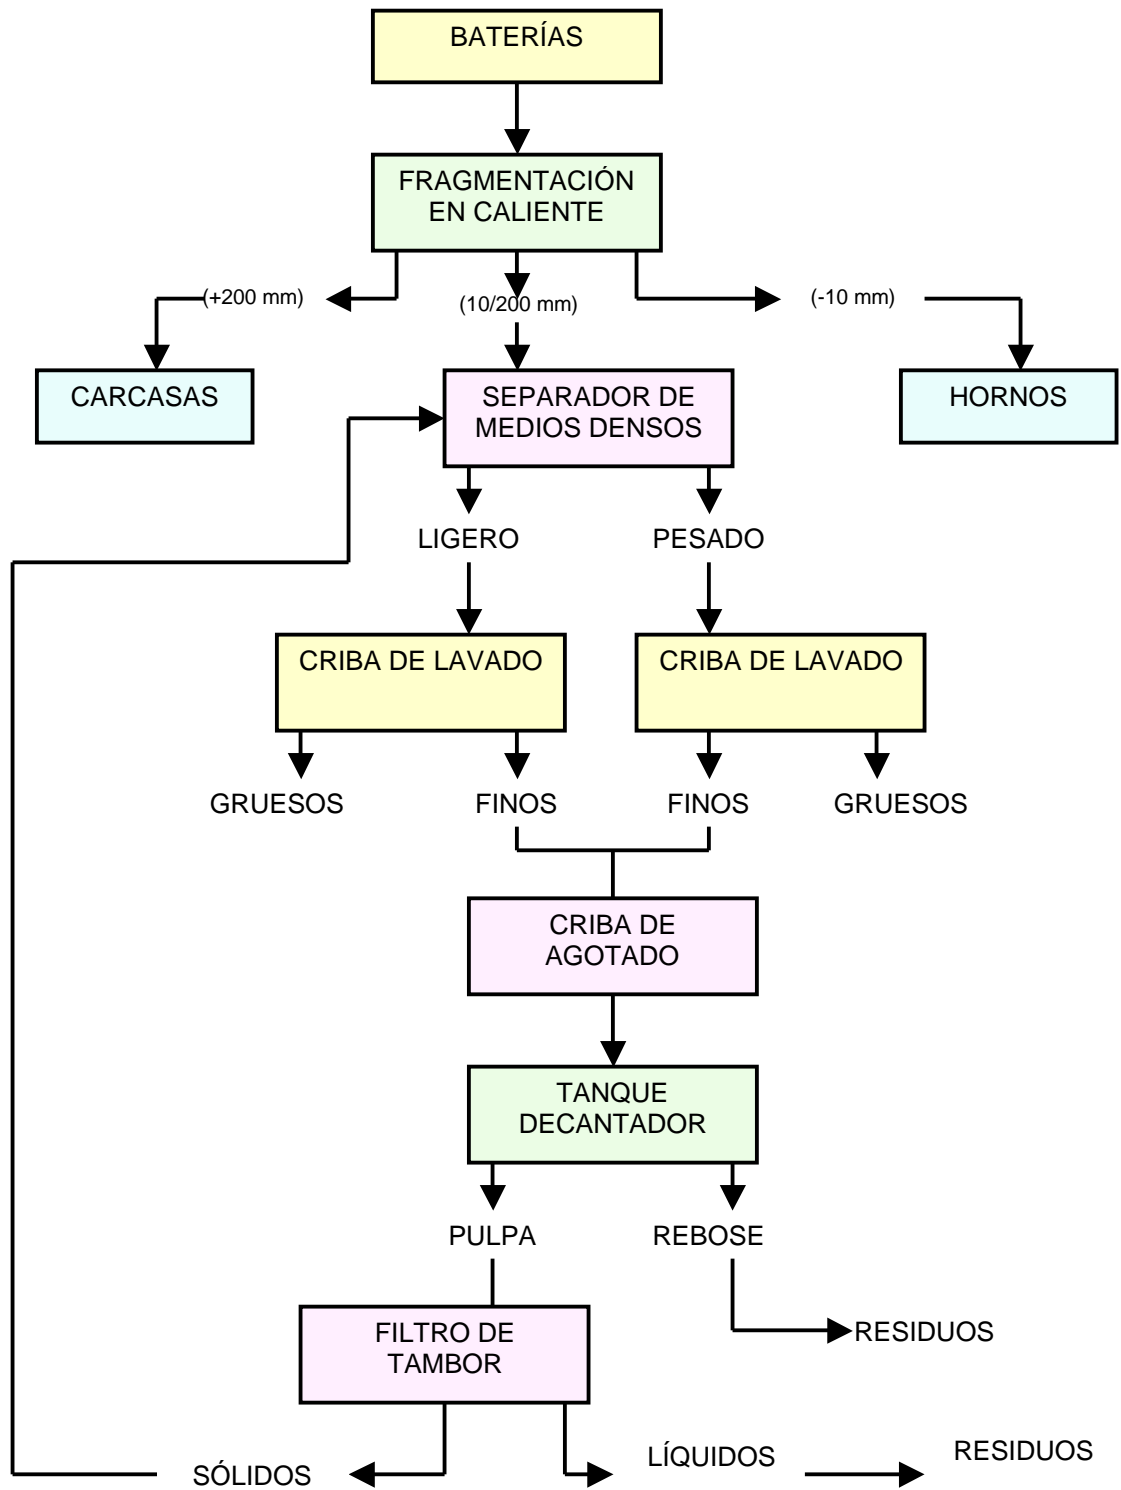 BATERÍAS
FRAGMENTACIÓN
EN CALIENTE
(+200 mm)
(10/200 mm)
(-10 mm)
CARCASAS
SEPARADOR DE
MEDIOS DENSOS
HORNOS
LIGERO
PESADO
CRIBA DE LAVADO
CRIBA DE LAVADO
GRUESOS
FINOS
FINOS
GRUESOS
CRIBA DE
AGOTADO
TANQUE
DECANTADOR
PULPA
REBOSE
FILTRO DE
TAMBOR
RESIDUOS
SÓLIDOS
LÍQUIDOS
RESIDUOS